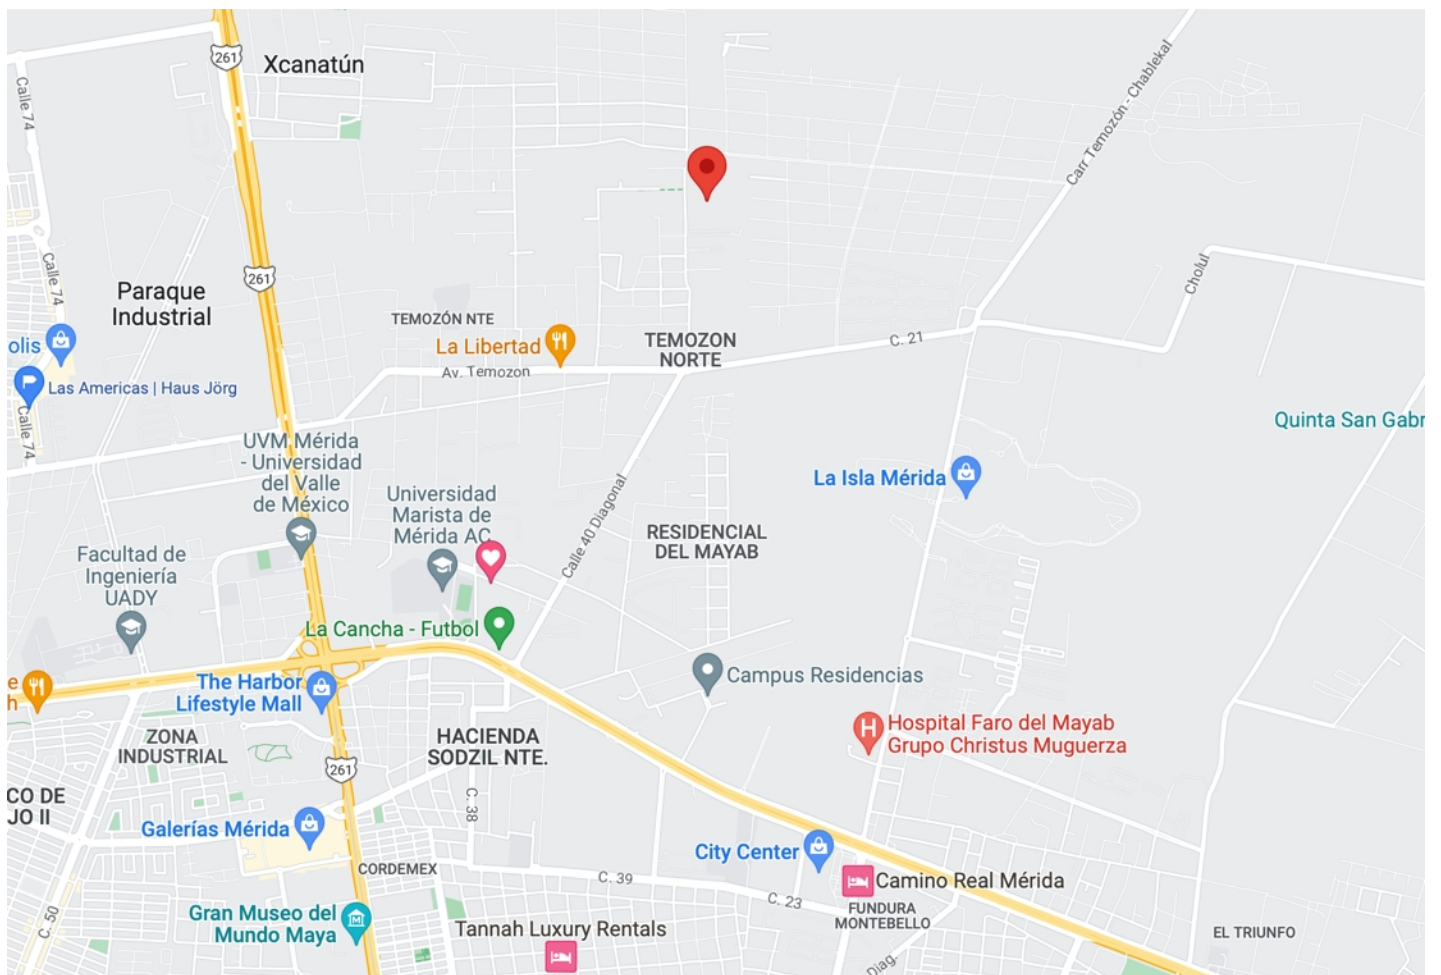 261
Xcanatún
Calle 74
Carr Temozón - Chablekal
Cholul
261
Calle 74
Paraque
Industrial
TEMOZÓN NTE
La Libertad
TEMOZON
NORTE
C. 21
Av. Temozon
olis
Las Americas | Haus Jörg
Calle 74
Quinta San Gabr
UVM Mérida
- Universidad
del Valle
de México
La Isla Mérida
Universidad
Marista de
Mérida AC
Calle 40 Diagonal
RESIDENCIAL
DEL MAYAB
Facultad de
Ingeniería
UADY
La Cancha - Futbol
Campus Residencias
e
h
The Harbor
Lifestyle Mall
Hospital Faro del Mayab
Grupo Christus Muguerza
H
ZONA
INDUSTRIAL
HACIENDA
SODZIL NTE.
261
CO DE
JO II
C. 38
Galerías Mérida
City Center
CORDEMEX
C. 39
Camino Real Mérida
C. 23
FUNDURA
MONTEBELLO
C. 50
Gran Museo del
Mundo Maya
M
Tannah Luxury Rentals
EL TRIUNFO
Diag.